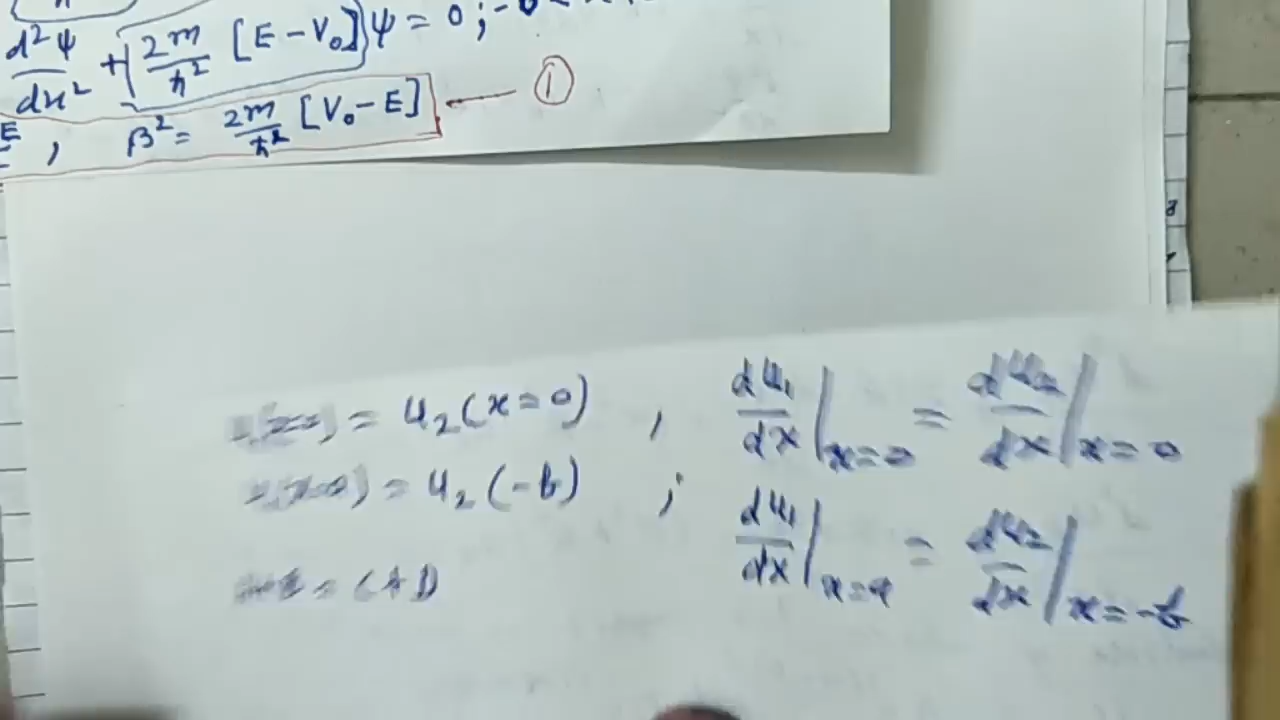 d²ψ/dx² + 2m/ħ² [E - V₀] ψ = 0 ;
, β² = 2m/ħ² [V₀ - E] ①
= u₂(x=0) , du₁/dx|ₓ₌₀ = du₂/dx|ₓ₌₀
= u₂(-b) ; du₁/dx|ₓ₌ₐ = du₂/dx|ₓ₌₋b
= C+D